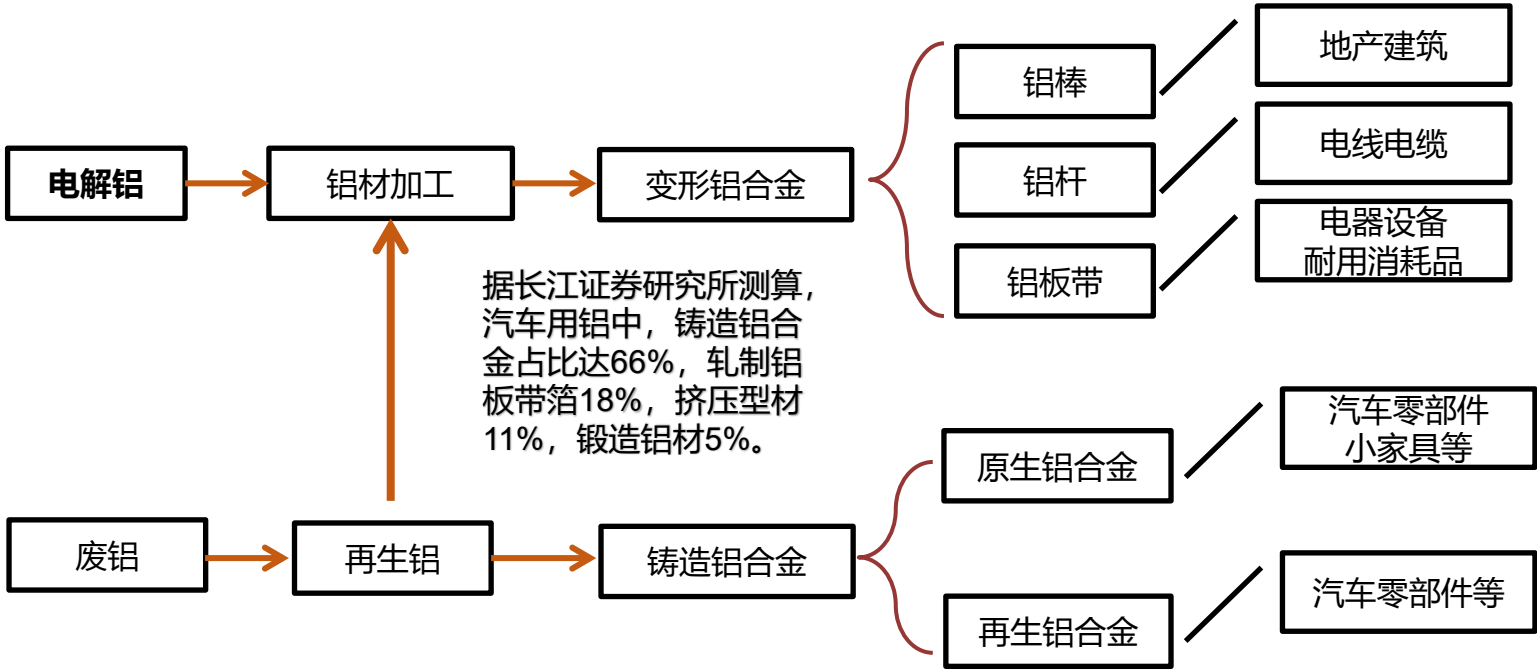 电解铝
铝材加工
变形铝合金
铝棒
地产建筑
铝杆
电线电缆
铝板带
电器设备
耐用消耗品
据长江证券研究所测算，
汽车用铝中，铸造铝合
金占比达66%，轧制铝
板带箔18%，挤压型材
11%，锻造铝材5%。
废铝
再生铝
铸造铝合金
原生铝合金
汽车零部件
小家具等
再生铝合金
汽车零部件等